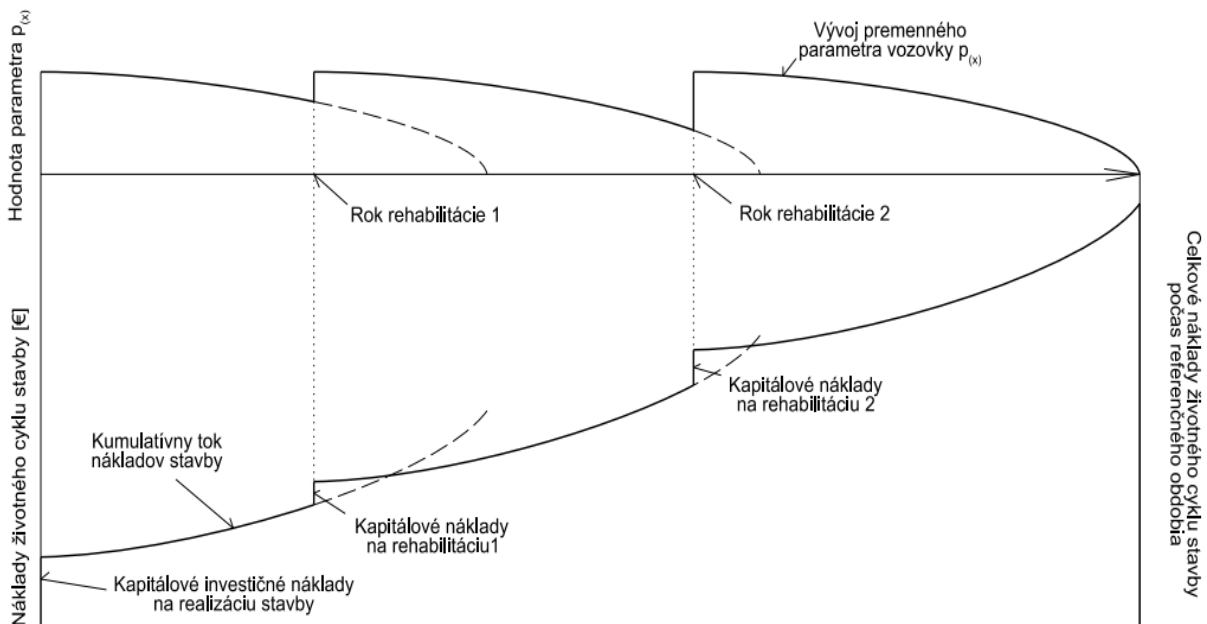 Hodnota parametra p(x)
Vývoj premenného
parametra vozovky p(x)
Rok rehabilitácie 1
Rok rehabilitácie 2
Náklady životného cyklu stavby [€]
Kumulatívny tok
nákladov stavby
Kapitálové náklady
na rehabilitáciu 2
Kapitálové náklady
na rehabilitáciu1
Kapitálové investičné náklady
na realizáciu stavby
Celkové náklady životného cyklu stavby
počas referenčného obdobia